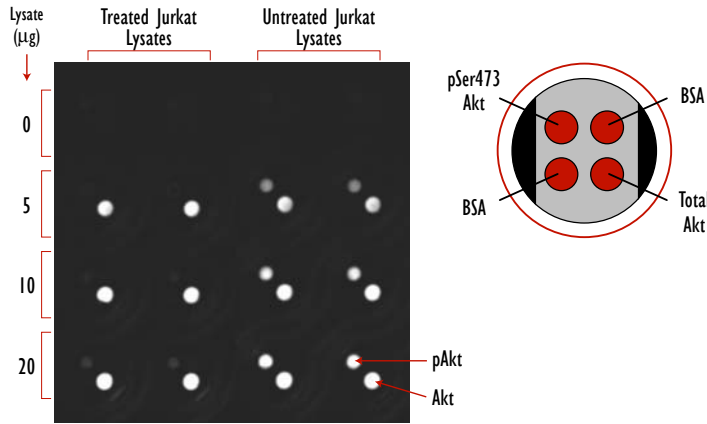 Lysate
(μg)
Treated Jurkat
Lysates
Untreated Jurkat
Lysates
0
5
10
20
pAkt
Akt
pSer473
Akt
BSA
BSA
Total
Akt